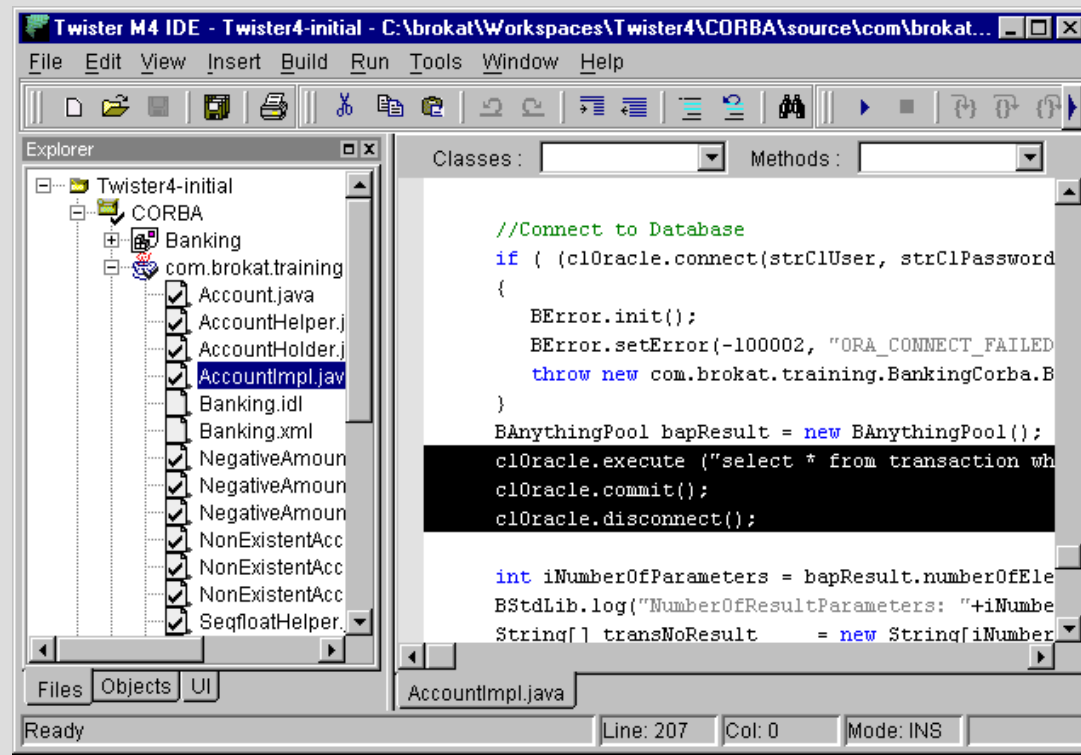 Twister M4 IDE - Twister4-initial - C:\brokat\Workspaces\Twister4\CORBA\source\com\brokat...
File Edit View Insert Build Run Tools Window Help
Explorer
Twister4-initial
CORBA
Banking
com.brokat.training
Account.java
AccountHelper.j
AccountHolder.j
AccountImpl.jav
Banking.idl
Banking.xml
NegativeAmoun
NegativeAmoun
NegativeAmoun
NonExistentAcc
NonExistentAcc
NonExistentAcc
SeqfloatHelper.
Files Objects UI
Classes : Methods :
//Connect to Database
if ( (clOracle.connect(strClUser, strClPassword
{
BError.init();
BError.setError(-100002, "ORA_CONNECT_FAILED
throw new com.brokat.training.BankingCorba.B
}
BAnythingPool bapResult = new BAnythingPool();
clOracle.execute ("select * from transaction wh
clOracle.commit();
clOracle.disconnect();
int iNumberOfParameters = bapResult.numberOfEle
BStdLib.log("NumberOfResultParameters: "+iNumbe
String[] transNoResult = new String[iNumber
AccountImpl.java
Ready Line: 207 Col: 0 Mode: INS